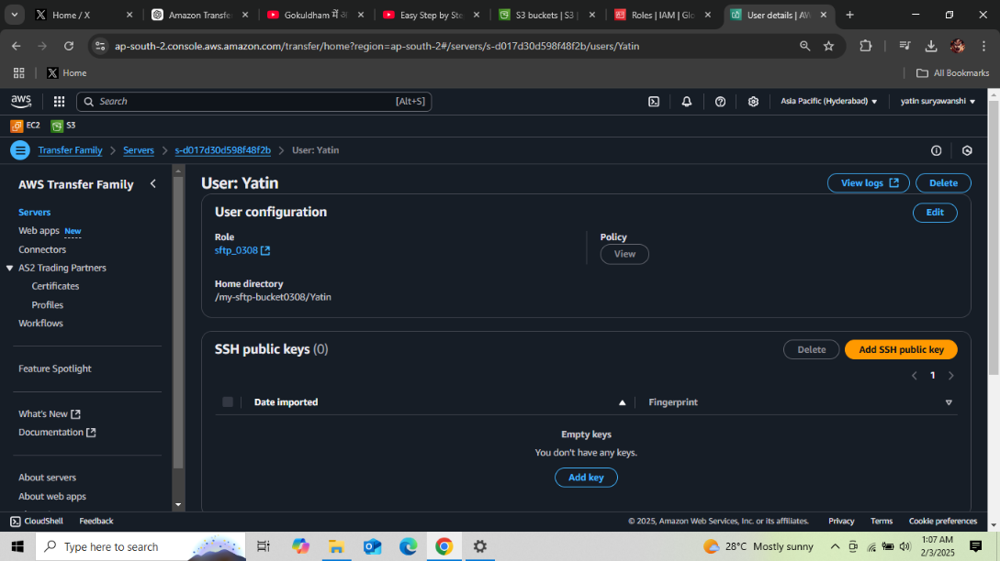 Home / X
Amazon Transfe
Gokuldham में अ
Easy Step by Ste
S3 buckets | S3 |
Roles | IAM | Glo
User details | AW
ap-south-2.console.aws.amazon.com/transfer/home?region=ap-south-2#/servers/s-d017d30d598f48f2b/users/Yatin
Home
All Bookmarks
aws
Search
[Alt+S]
Asia Pacific (Hyderabad)
yatin suryawanshi
EC2
S3
Transfer Family
Servers
s-d017d30d598f48f2b
User: Yatin
AWS Transfer Family
Servers
Web apps New
Connectors
AS2 Trading Partners
Certificates
Profiles
Workflows
Feature Spotlight
What's New
Documentation
About servers
About web apps
User: Yatin
View logs
Delete
User configuration
Edit
Role
sftp_0308
Policy
View
Home directory
/my-sftp-bucket0308/Yatin
SSH public keys (0)
Delete
Add SSH public key
1
Date imported
Fingerprint
Empty keys
You don't have any keys.
Add key
CloudShell
Feedback
© 2025, Amazon Web Services, Inc. or its affiliates.
Privacy
Terms
Cookie preferences
Type here to search
28°C Mostly sunny
1:07 AM
2/3/2025